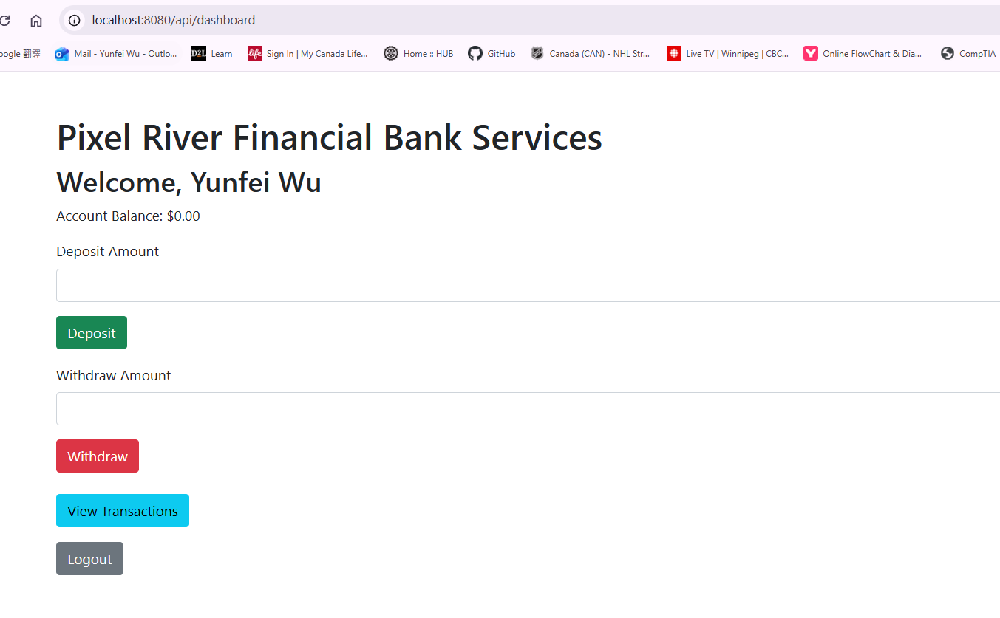 localhost:8080/api/dashboard
oogle 翻譯 Mail - Yunfei Wu - Outlo... D2L Learn life Sign In | My Canada Life... Home :: HUB GitHub Canada (CAN) - NHL Str... Live TV | Winnipeg | CBC... Y Online FlowChart & Dia... CompTIA
Pixel River Financial Bank Services
Welcome, Yunfei Wu
Account Balance: $0.00
Deposit Amount
Deposit
Withdraw Amount
Withdraw
View Transactions
Logout